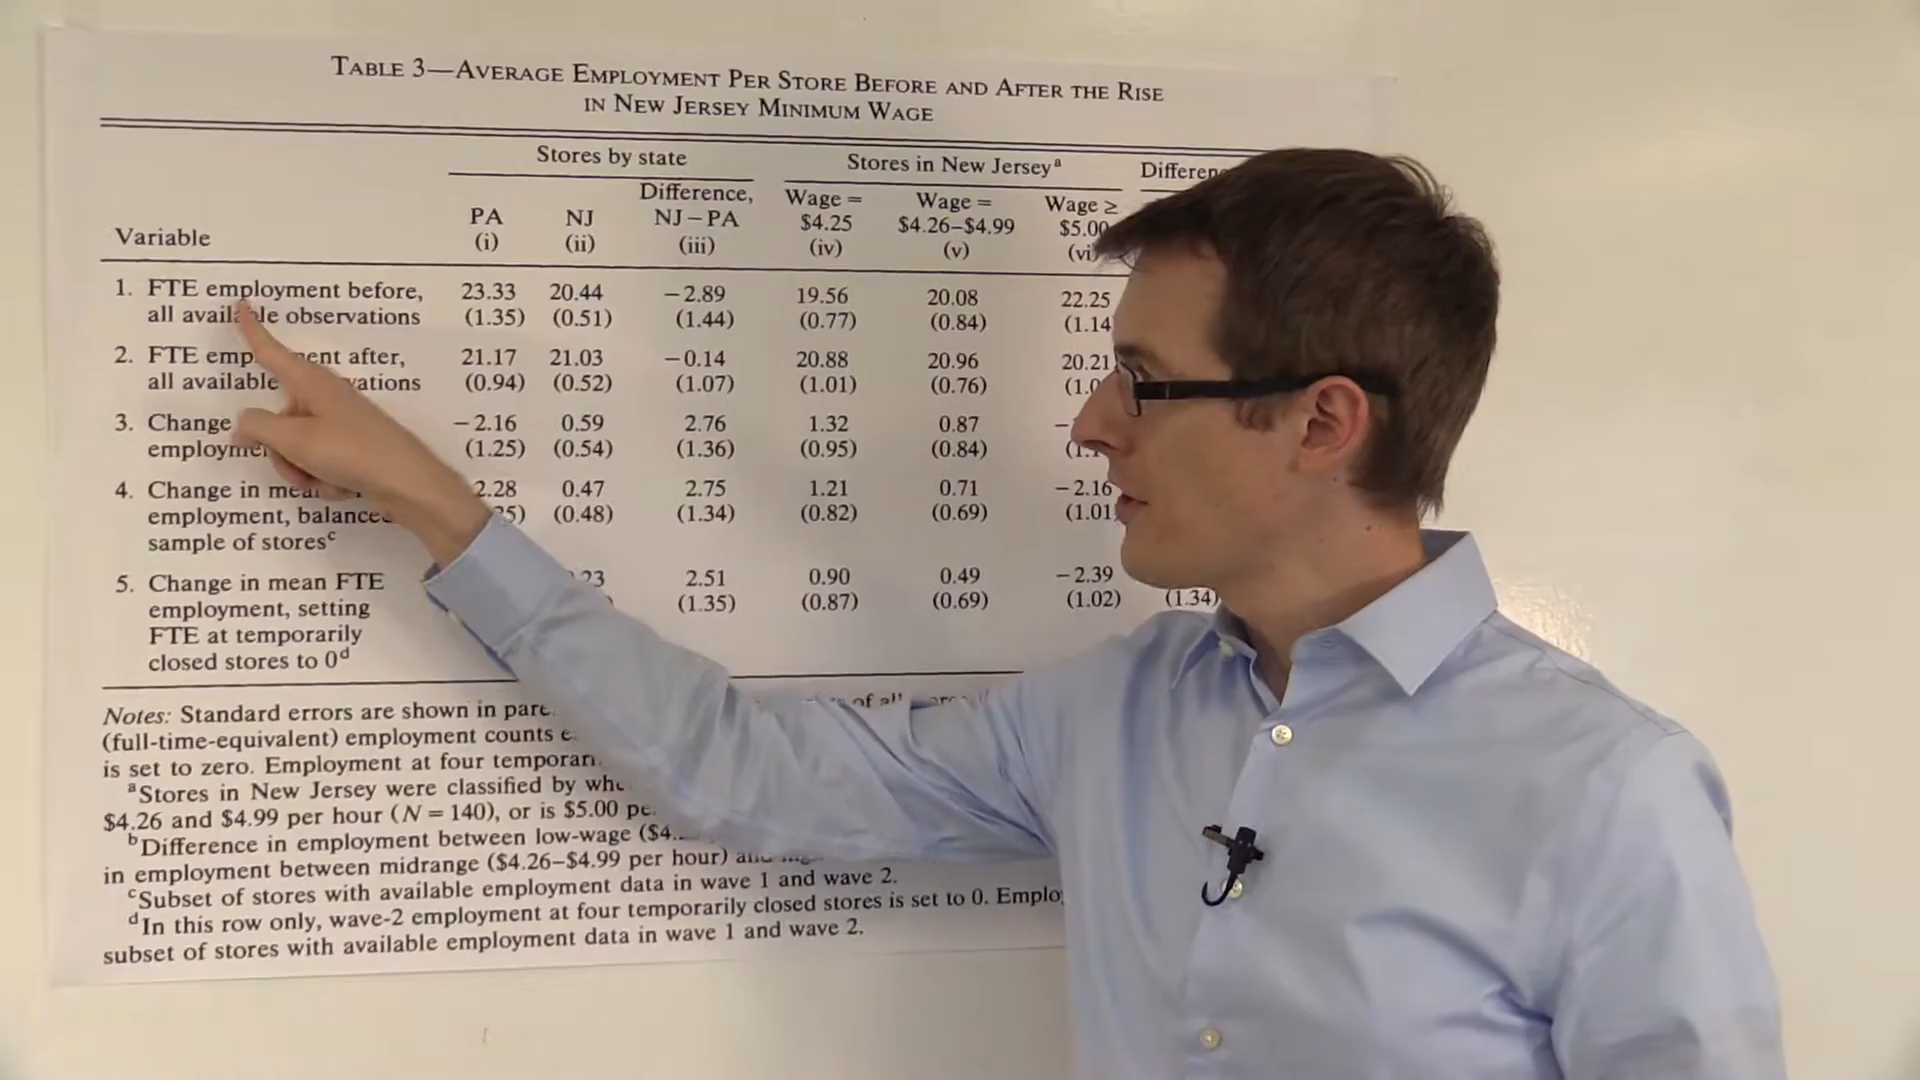 TABLE 3—AVERAGE EMPLOYMENT PER STORE BEFORE AND AFTER THE RISE
IN NEW JERSEY MINIMUM WAGE
Stores by state Stores in New Jerseyᵃ
Difference, Wage = Wage = Wage ≥
PA NJ NJ−PA $4.25 $4.26–$4.99 $5.00
Variable (i) (ii) (iii) (iv) (v) (vi)
1. FTE employment before, 23.33 20.44 −2.89 19.56 20.08 22.25
all available observations (1.35) (0.51) (1.44) (0.77) (0.84) (1.14
2. FTE after, 21.17 21.03 −0.14 20.88 20.96 20.21
all available (0.94) (0.52) (1.07) (1.01) (0.76)
3. Change −2.16 0.59 2.76 1.32 0.87
(1.25) (0.54) (1.36) (0.95) (0.84)
4. Change in 2.28 0.47 2.75 1.21 0.71 −2.16
employment, (0.48) (1.34) (0.82) (0.69) (1.01
sample of storesᶜ
5. Change in mean FTE 2.51 0.90 0.49 −2.39
employment, setting (1.35) (0.87) (0.69) (1.02) (1.34)
FTE at temporarily
closed stores to 0ᵈ
Notes: Standard errors are shown in of
(full-time-equivalent) employment counts
is set to zero. Employment at four
ᵃStores in New Jersey were classified by
$4.26 and $4.99 per hour (N = 140), or is $5.00
ᵇDifference in employment between low-wage
in employment between midrange ($4.26–$4.99 per hour)
ᶜSubset of stores with available employment data in wave 1 and wave 2.
ᵈIn this row only, wave-2 employment at four temporarily closed stores is set to 0.
subset of stores with available employment data in wave 1 and wave 2.